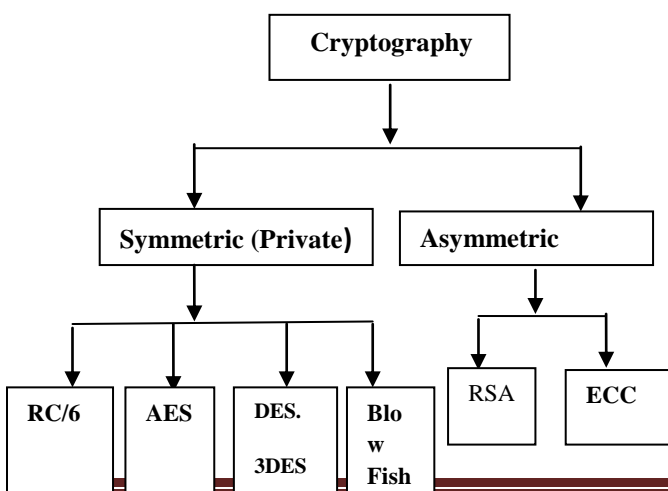 Cryptography
Symmetric (Private)
Asymmetric
RC/6
AES
DES.
3DES
Blo
w
Fish
RSA
ECC